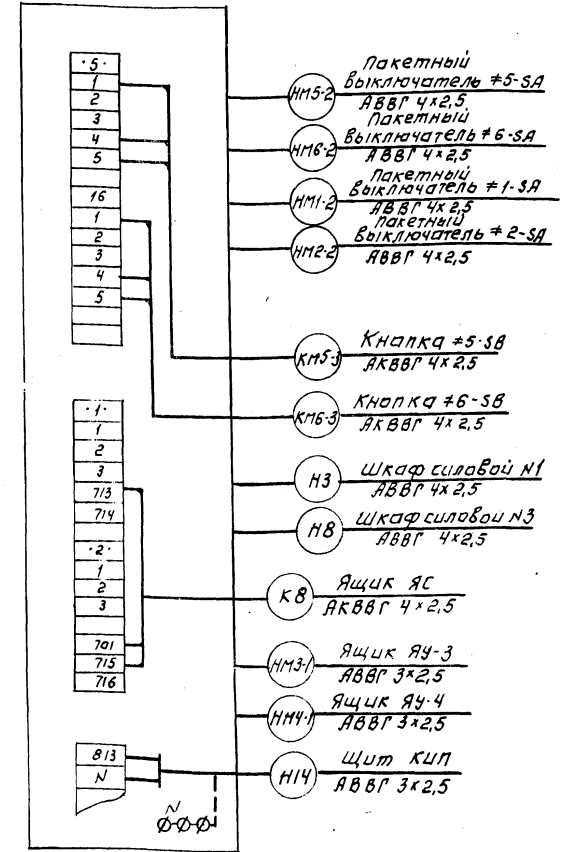 ·5·
1
2
3
4
5
16
1
2
3
4
5
·1·
1
2
3
713
714
·2·
1
2
3
701
715
716
813
N
N
НМ5-2
Пакетный
выключатель ≠5-SA
АВВГ 4×2,5
НМ6-2
Пакетный
выключатель ≠6-SA
АВВГ 4×2,5
НМ1-2
Пакетный
выключатель ≠1-SA
АВВГ 4×2,5
НМ2-2
Пакетный
выключатель ≠2-SA
АВВГ 4×2,5
КМ5-3
Кнопка ≠5-SB
АКВВГ 4×2,5
КМ6-3
Кнопка ≠6-SB
АКВВГ 4×2,5
Н3
Шкаф силовой N1
АВВГ 4×2,5
Н8
Шкаф силовой N3
АВВГ 4×2,5
К8
Ящик ЯС
АКВВГ 4×2,5
НМ3-1
Ящик ЯУ-3
АВВГ 3×2,5
НМ4-1
Ящик ЯУ-4
АВВГ 3×2,5
Н14
Щит КИП
АВВГ 3×2,5